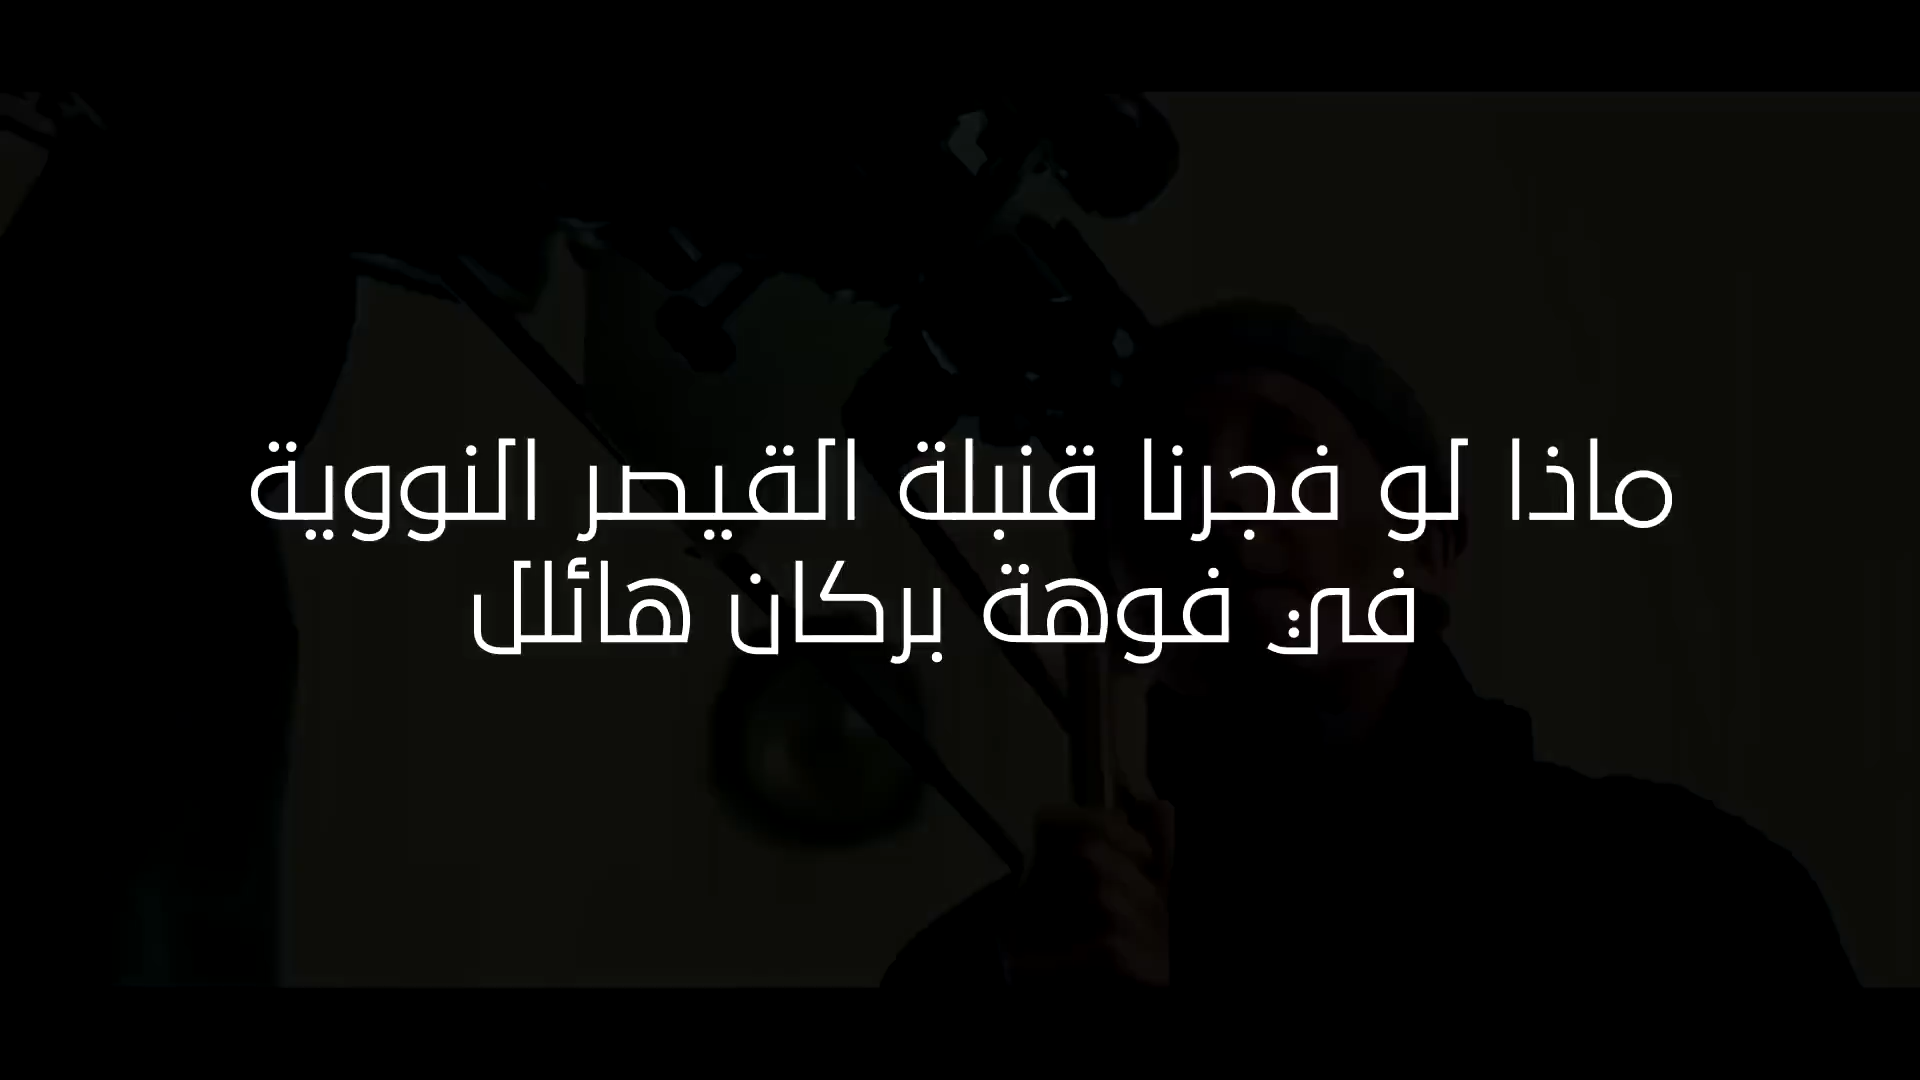 ماذا لو فجرنا قنبلة القيصر النووية
في فوهة بركان هائلل